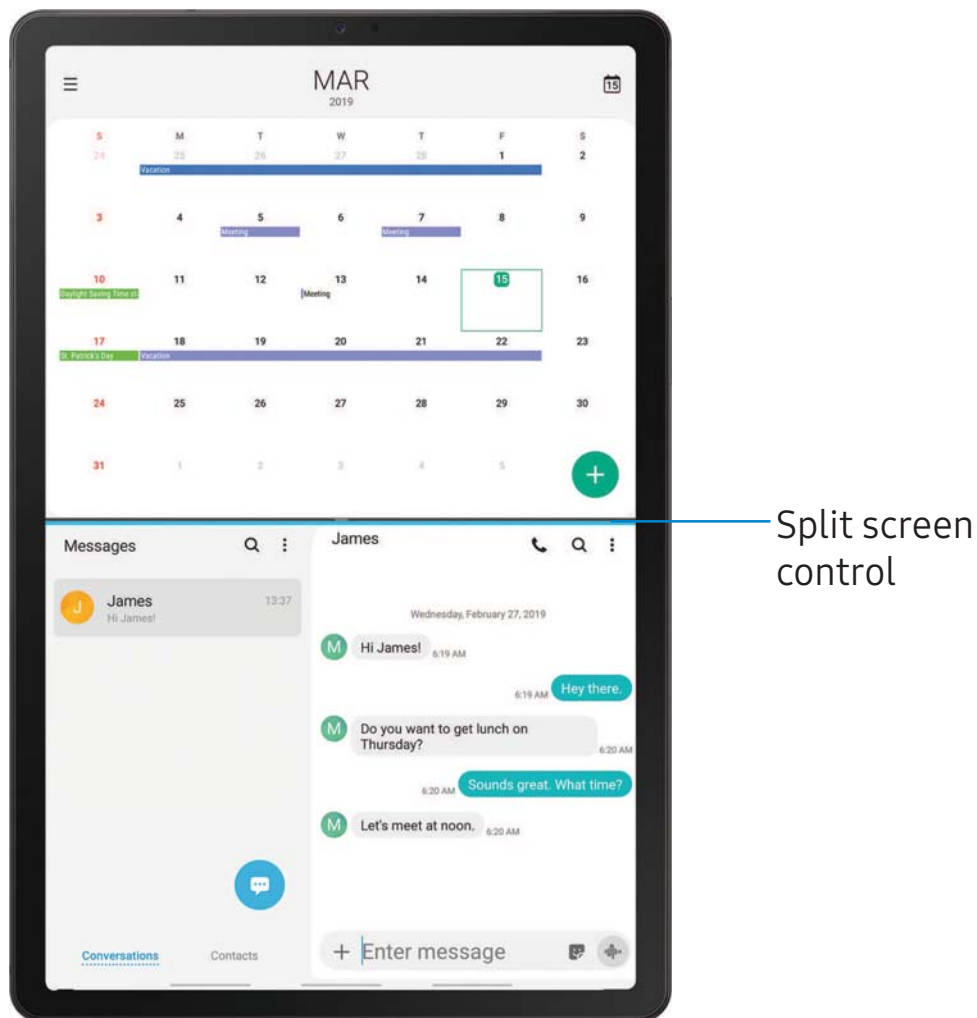 MAR
2019
15
S M T W T F S
24 25 26 27 28 1 2
Vacation
3 4 5 6 7 8 9
Meeting Meeting
10 11 12 13 14 15 16
Daylight Saving Time st Meeting
17 18 19 20 21 22 23
St. Patrick's Day Vacation
24 25 26 27 28 29 30
31 1 2 3 4 5
+
Split screen
control
Messages
J
James
13:37
Hi James!
Conversations Contacts
James
Wednesday, February 27, 2019
M Hi James! 6:19 AM
6:19 AM Hey there.
M Do you want to get lunch on
Thursday?
6:20 AM
6:20 AM Sounds great. What time?
M Let's meet at noon. 6:20 AM
+ Enter message